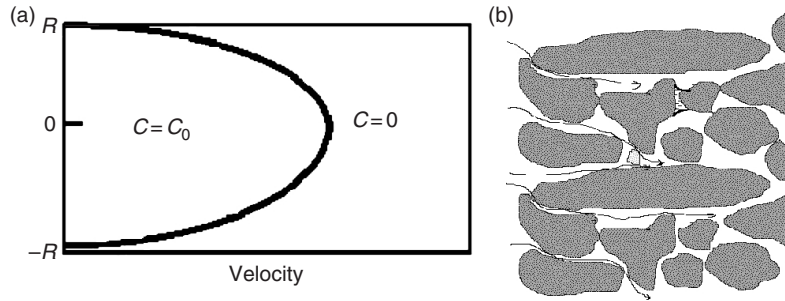 (a)
R
0
C = C0
C = 0
–R
Velocity
(b)